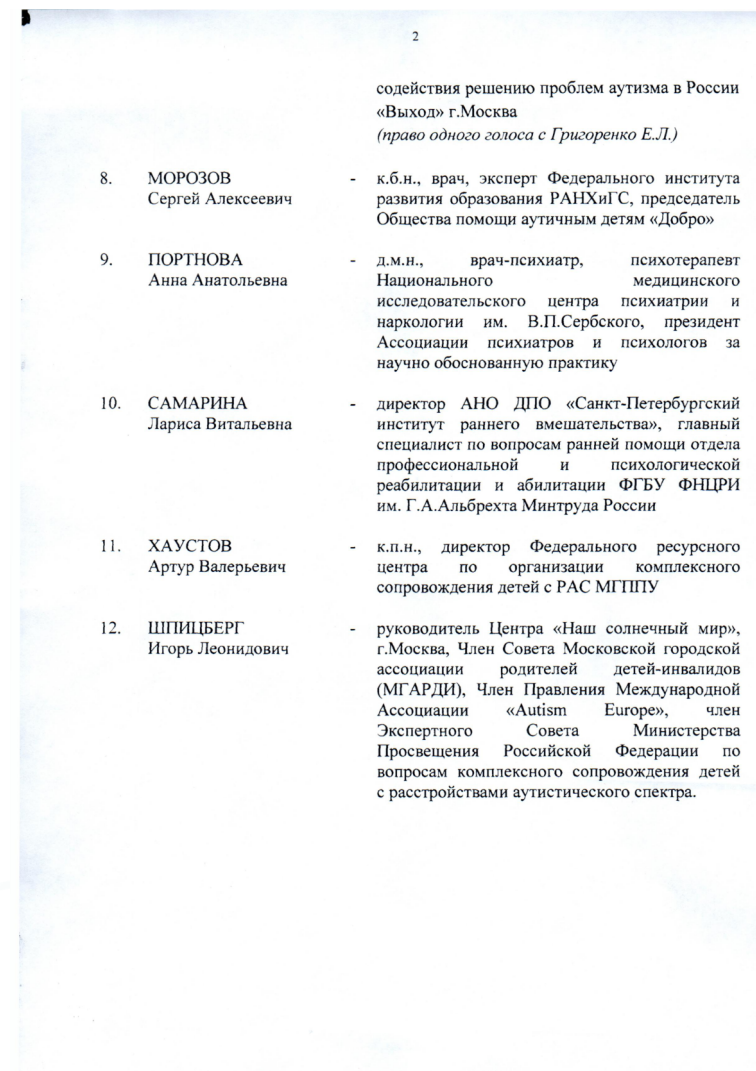 2
содействия решению проблем аутизма в России
«Выход» г.Москва
(право одного голоса с Григоренко Е.Л.)
8. МОРОЗОВ - к.б.н., врач, эксперт Федерального института
Сергей Алексеевич развития образования РАНХиГС, председатель
Общества помощи аутичным детям «Добро»
9. ПОРТНОВА - д.м.н., врач-психиатр, психотерапевт
Анна Анатольевна Национального медицинского
исследовательского центра психиатрии и
наркологии им. В.П.Сербского, президент
Ассоциации психиатров и психологов за
научно обоснованную практику
10. САМАРИНА - директор АНО ДПО «Санкт-Петербургский
Лариса Витальевна институт раннего вмешательства», главный
специалист по вопросам ранней помощи отдела
профессиональной и психологической
реабилитации и абилитации ФГБУ ФНЦРИ
им. Г.А.Альбрехта Минтруда России
11. ХАУСТОВ - к.п.н., директор Федерального ресурсного
Артур Валерьевич центра по организации комплексного
сопровождения детей с РАС МГППУ
12. ШПИЦБЕРГ - руководитель Центра «Наш солнечный мир»,
Игорь Леонидович г.Москва, Член Совета Московской городской
ассоциации родителей детей-инвалидов
(МГАРДИ), Член Правления Международной
Ассоциации «Autism Europe», член
Экспертного Совета Министерства
Просвещения Российской Федерации по
вопросам комплексного сопровождения детей
с расстройствами аутистического спектра.